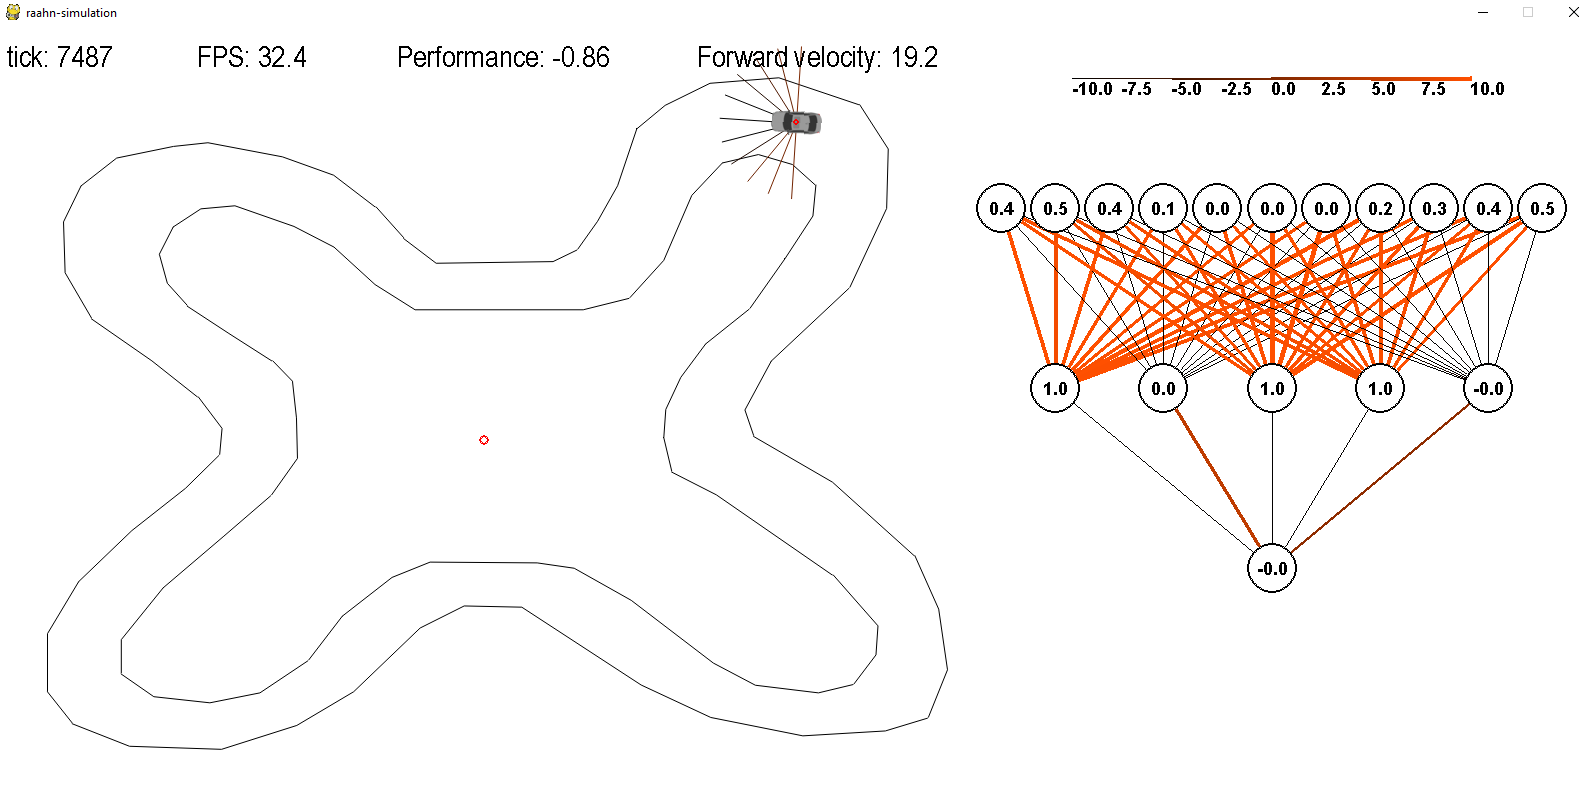 raahn-simulation
tick: 7487 FPS: 32.4 Performance: -0.86 Forward velocity: 19.2
-10.0 -7.5 -5.0 -2.5 0.0 2.5 5.0 7.5 10.0
0.4 0.5 0.4 0.1 0.0 0.0 0.0 0.2 0.3 0.4 0.5
1.0 0.0 1.0 1.0 -0.0
-0.0